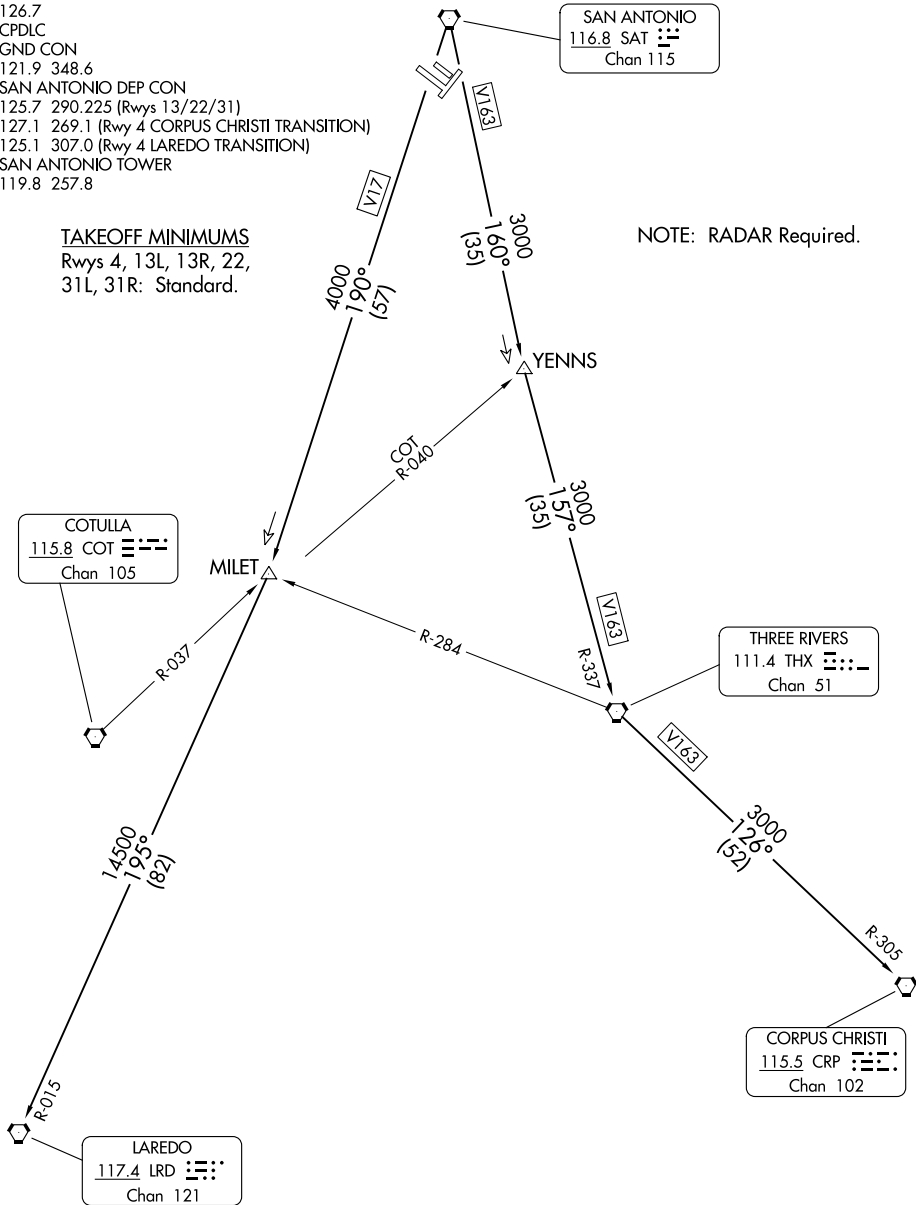 126.7
CPDLC
GND CON
121.9 348.6
SAN ANTONIO DEP CON
125.7 290.225 (Rwys 13/22/31)
127.1 269.1 (Rwy 4 CORPUS CHRISTI TRANSITION)
125.1 307.0 (Rwy 4 LAREDO TRANSITION)
SAN ANTONIO TOWER
119.8 257.8
SAN ANTONIO
116.8 SAT
Chan 115
TAKEOFF MINIMUMS
Rwys 4, 13L, 13R, 22,
31L, 31R: Standard.
NOTE: RADAR Required.
V17
4000
190°
(57)
V163
3000
160°
(35)
YENNS
COT
R-040
3000
157°
(35)
COTULLA
115.8 COT
Chan 105
MILET
R-037
R-284
V163
R-337
THREE RIVERS
111.4 THX
Chan 51
V163
3000
126°
(52)
14500
195°
(82)
R-305
CORPUS CHRISTI
115.5 CRP
Chan 102
R-015
LAREDO
117.4 LRD
Chan 121